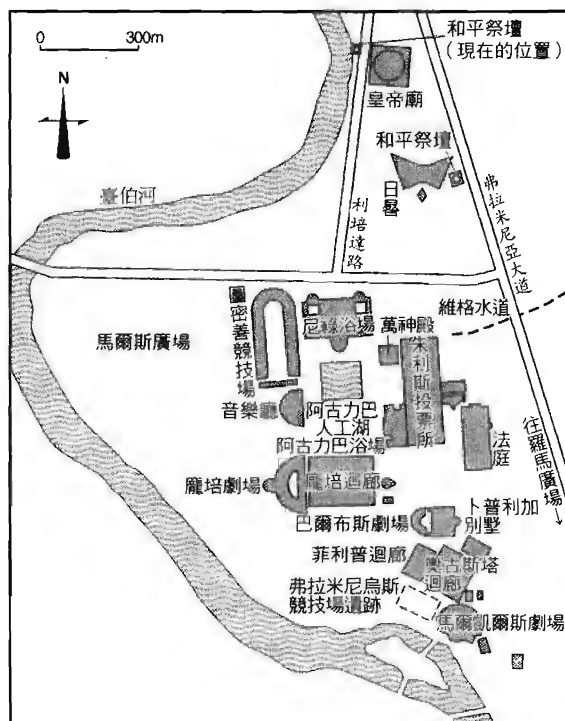 0 300m
N
和平祭壇
（現在的位置）
皇帝廟
和平祭壇
日晷
弗拉米尼亞大道
臺伯河
利培達路
維格水道
馬爾斯廣場
圖密善競技場
尼祿浴場
萬神殿
朱利斯投票所
音樂廳
阿古力巴
人工湖
阿古力巴浴場
法庭
往羅馬廣場
龐培劇場
龐培迴廊
巴爾布斯劇場
卜普利加
別墅
菲利普迴廊
奧古斯塔
迴廊
弗拉米尼烏斯
競技場遺跡
馬爾凱爾斯劇場